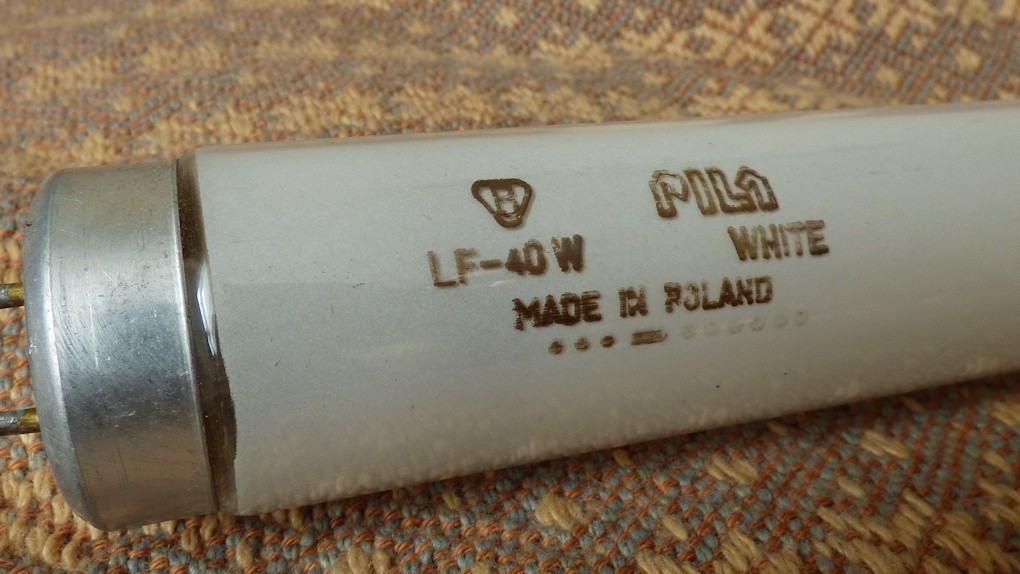 B PILA
LF-40W WHITE
MADE IN POLAND